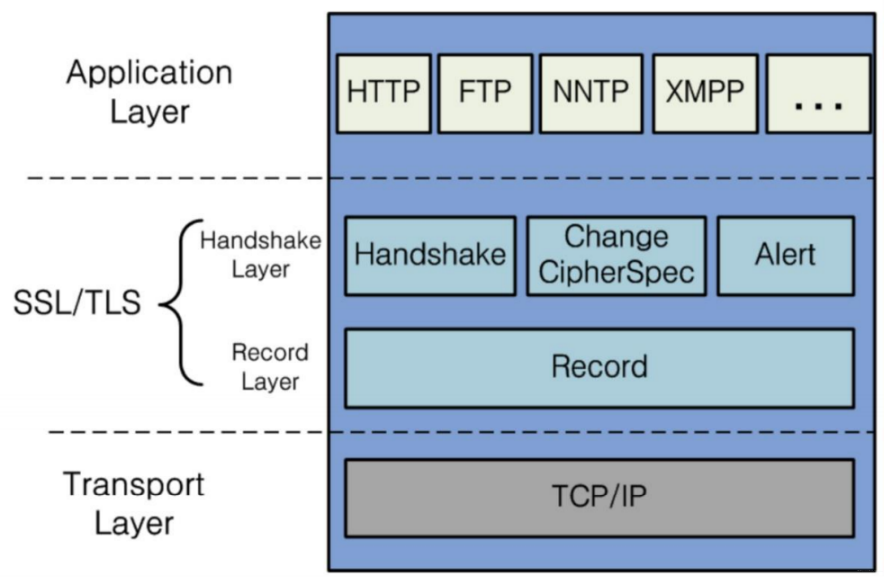 Application
Layer
HTTP
FTP
NNTP
XMPP
...
SSL/TLS
Handshake
Layer
Handshake
Change
CipherSpec
Alert
Record
Layer
Record
Transport
Layer
TCP/IP